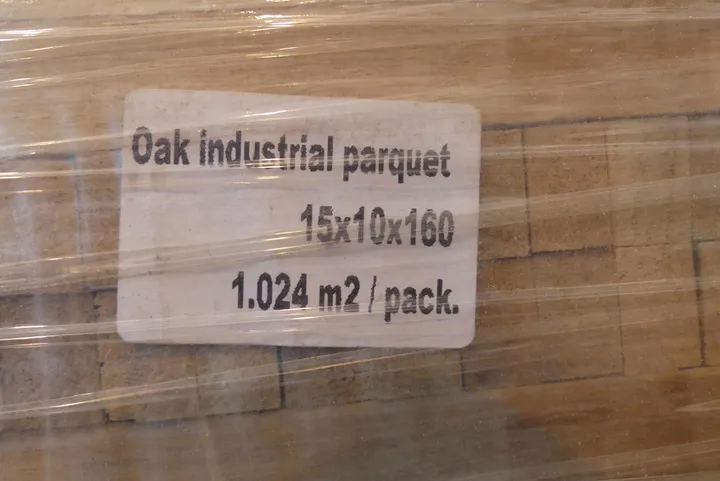 Oak industrial parquet
15x10x160
1.024 m2 / pack.